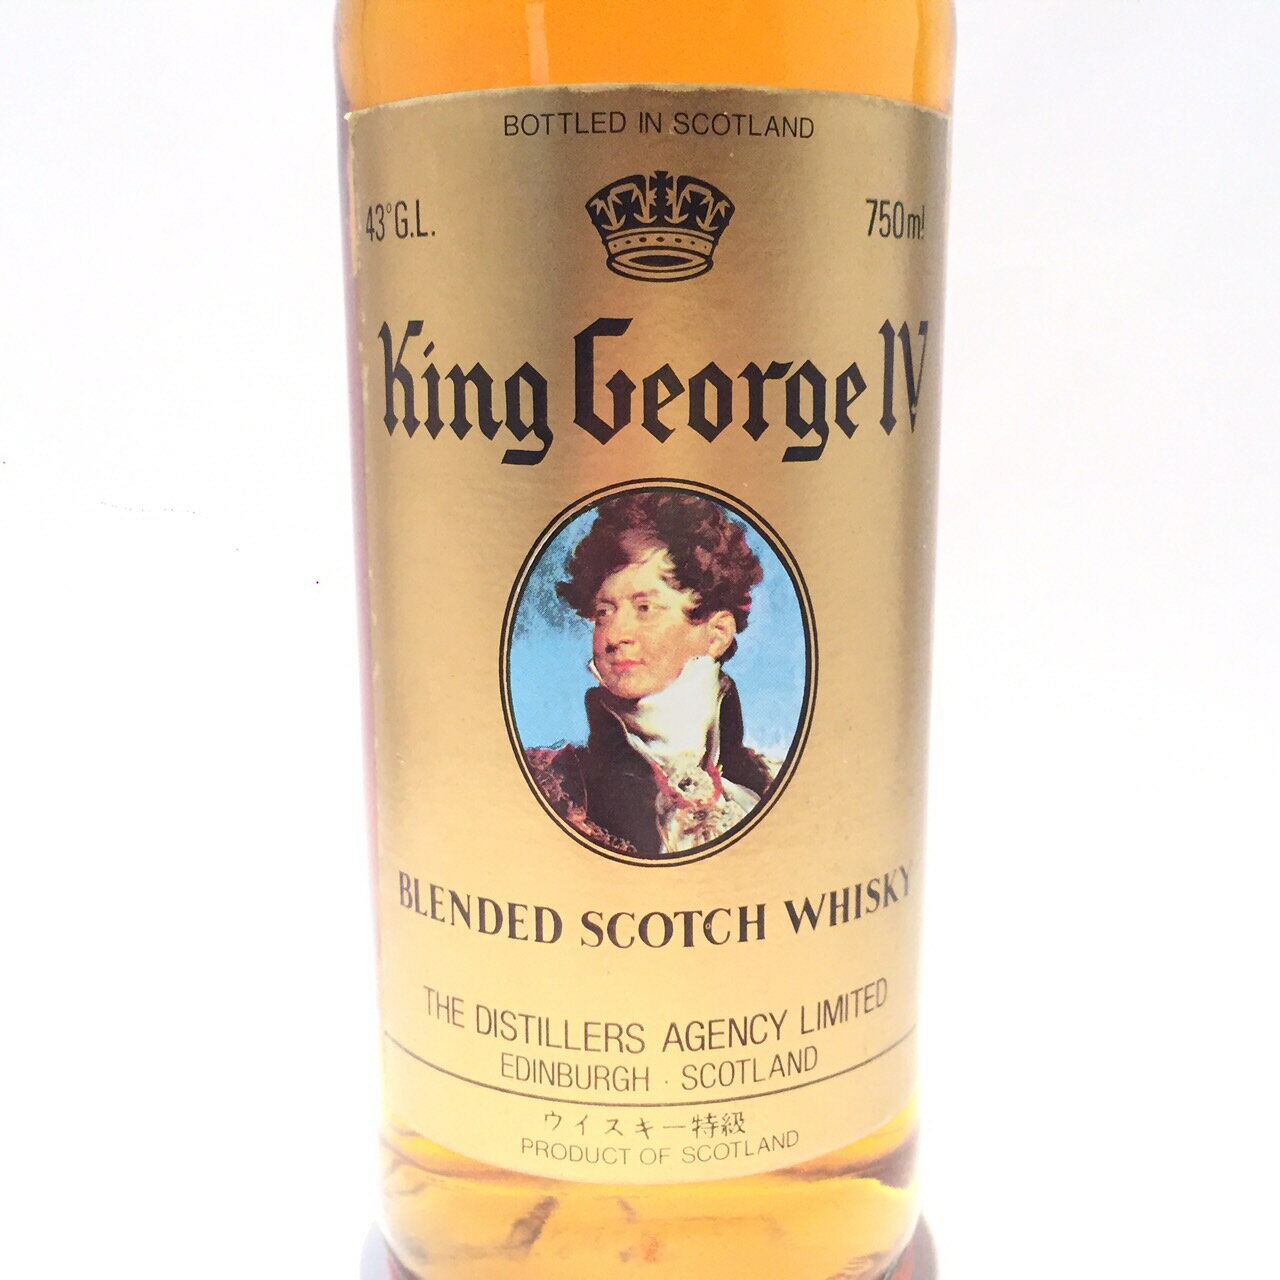 BOTTLED IN SCOTLAND
43°G.L.
750ml
King George IV
BLENDED SCOTCH WHISKY
THE DISTILLERS AGENCY LIMITED
EDINBURGH · SCOTLAND
ウイスキー特級
PRODUCT OF SCOTLAND